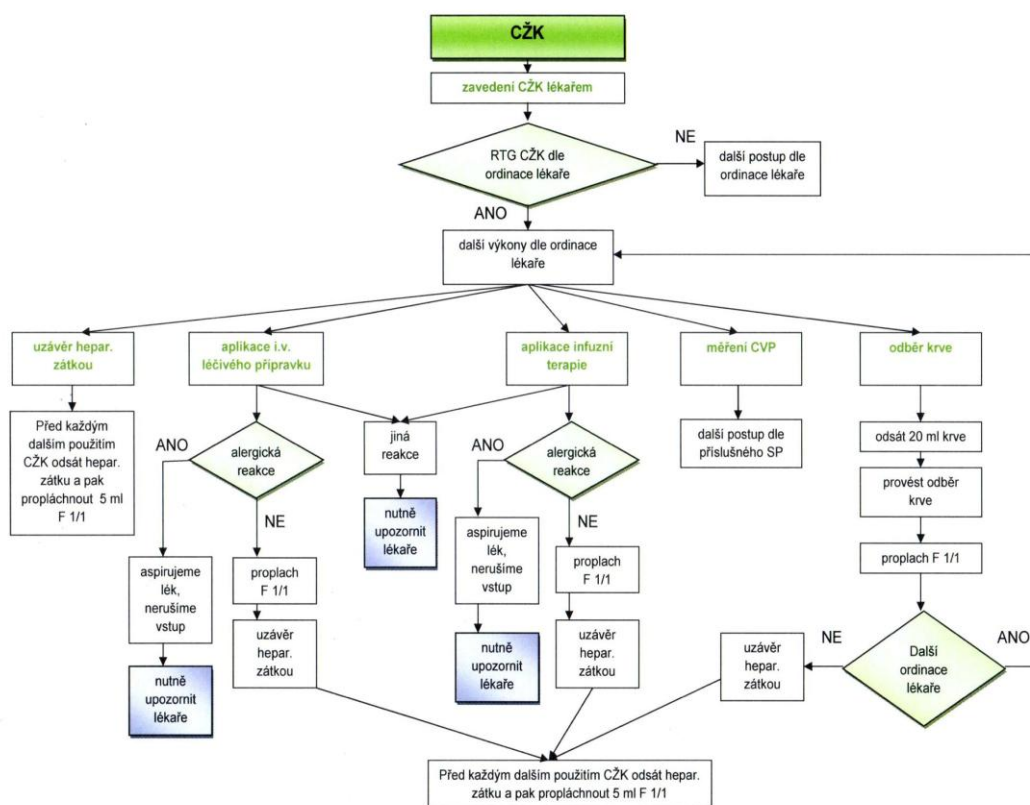 CŽK
zavedení CŽK lékařem
RTG CŽK dle
ordinace lékaře
NE
další postup dle
ordinace lékaře
ANO
další výkony dle ordinace
lékaře
uzávěr hepar.
zátkou
aplikace i.v.
léčivého přípravku
aplikace infuzní
terapie
měření CVP
odběr krve
Před každým
dalším použitím
CŽK odsát hepar.
zátku a pak
propláchnout 5 ml
F 1/1
ANO
alergická
reakce
NE
aspirujeme
lék,
nerušíme
vstup
nutně
upozornit
lékaře
proplach
F 1/1
uzávěr
hepar.
zátkou
jiná
reakce
nutně
upozornit
lékaře
ANO
alergická
reakce
NE
aspirujeme
lék,
nerušíme
vstup
nutně
upozornit
lékaře
proplach
F 1/1
uzávěr
hepar.
zátkou
další postup dle
příslušného SP
odsát 20 ml krve
provést odběr
krve
proplach F 1/1
Další
ordinace
lékaře
NE
ANO
uzávěr
hepar.
zátkou
Před každým dalším použitím CŽK odsát hepar.
zátku a pak propláchnout 5 ml F 1/1